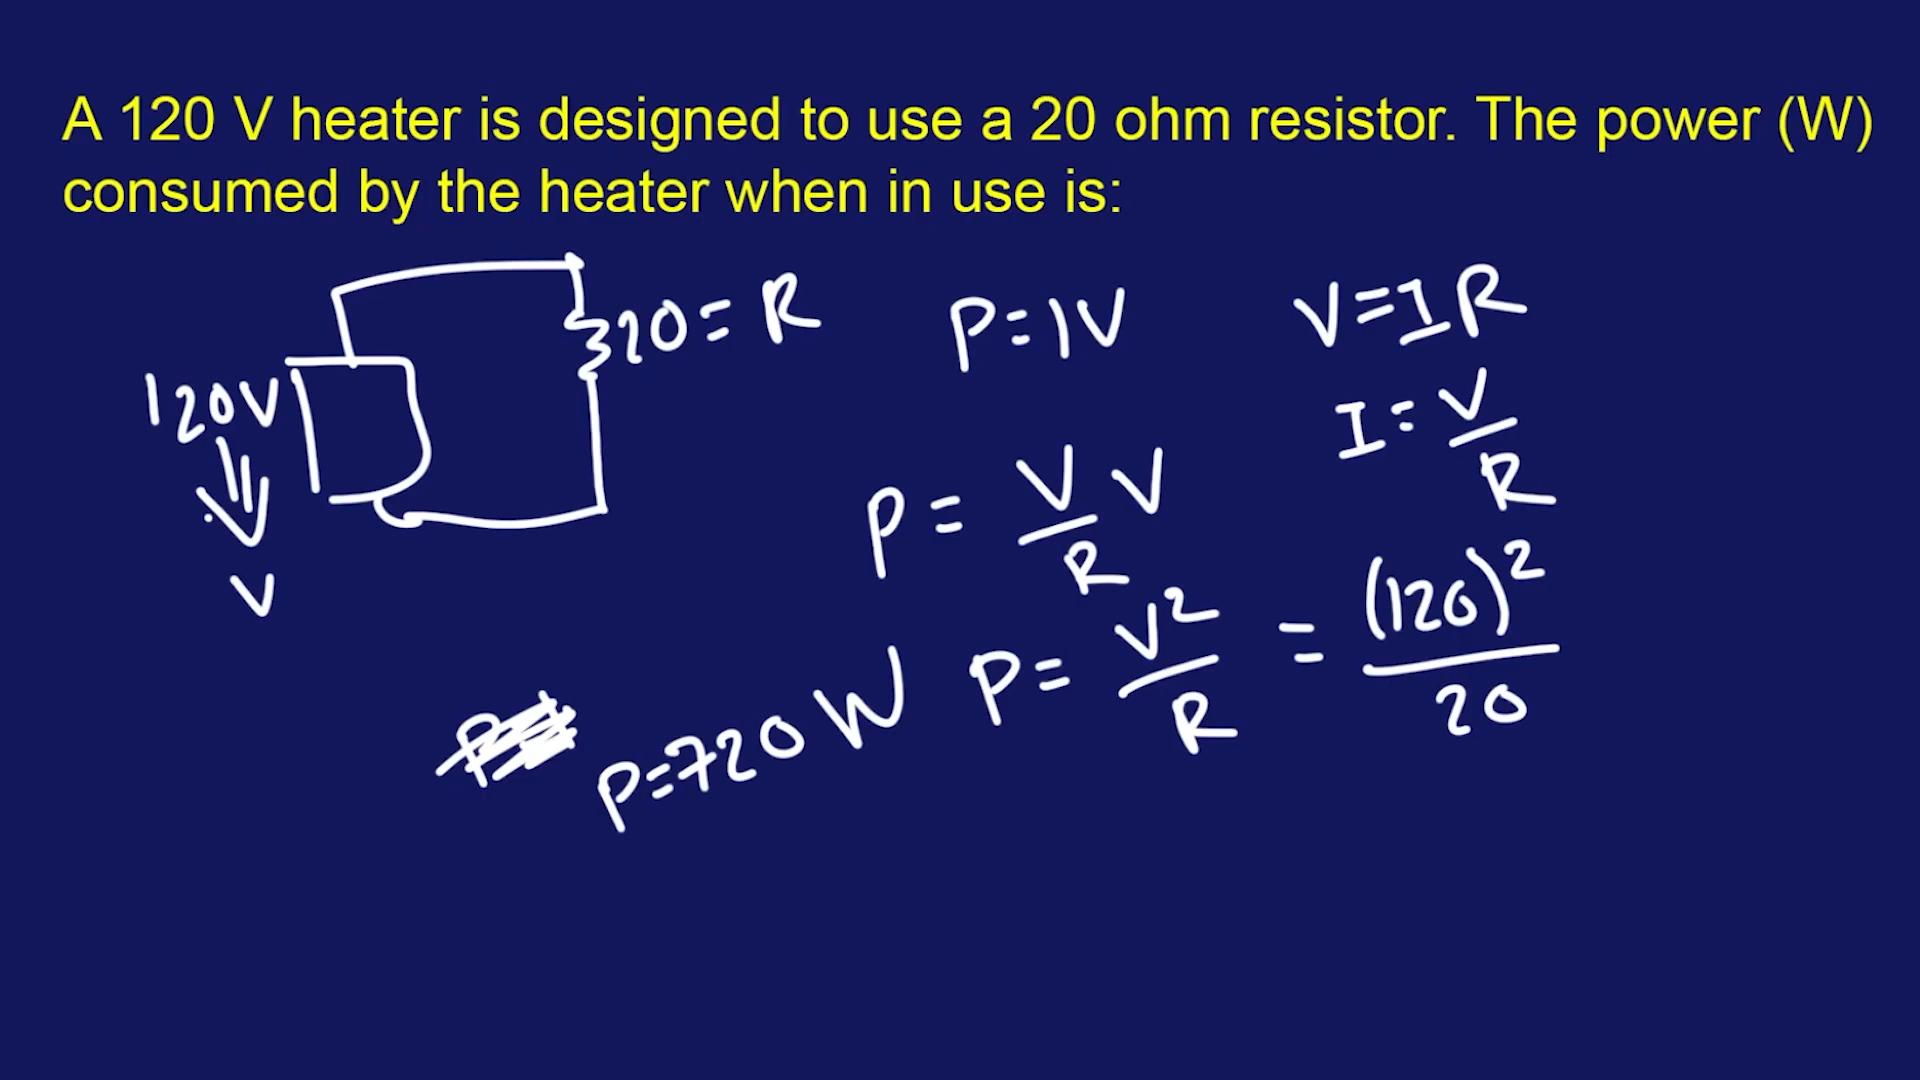 A 120 V heater is designed to use a 20 ohm resistor. The power (W)
consumed by the heater when in use is:
120V
V
20 = R
P = IV
V = IR
I = V/R
P = V/R V
P = V²/R = (120)²/20
P = 720 W